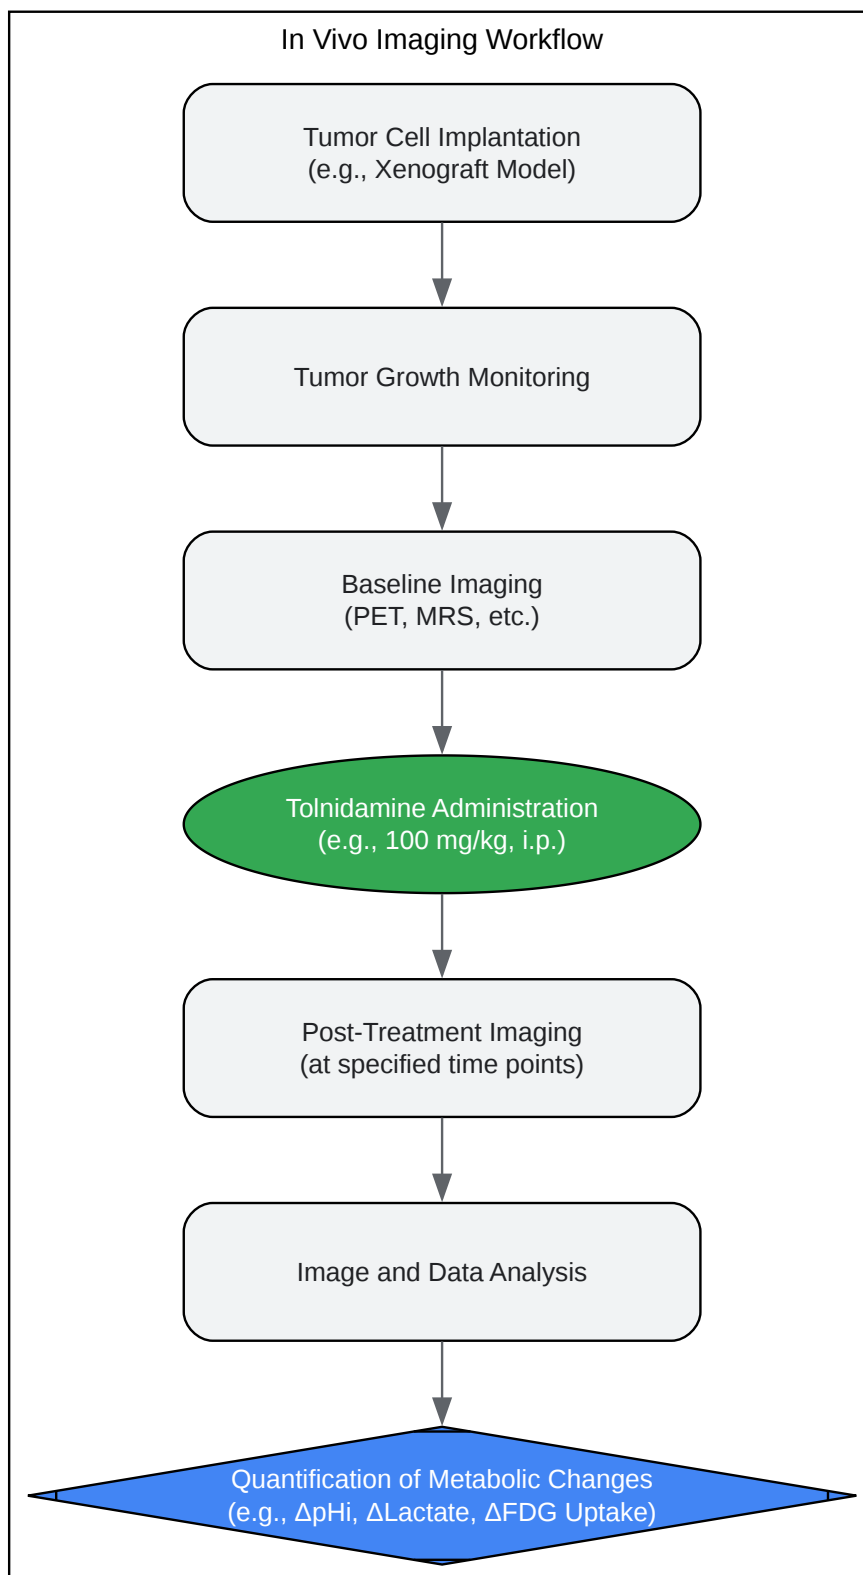 In Vivo Imaging Workflow
Tumor Cell Implantation
(e.g., Xenograft Model)
Tumor Growth Monitoring
Baseline Imaging
(PET, MRS, etc.)
Tolnidamine Administration
(e.g., 100 mg/kg, i.p.)
Post-Treatment Imaging
(at specified time points)
Image and Data Analysis
Quantification of Metabolic Changes
(e.g., ΔpHi, ΔLactate, ΔFDG Uptake)